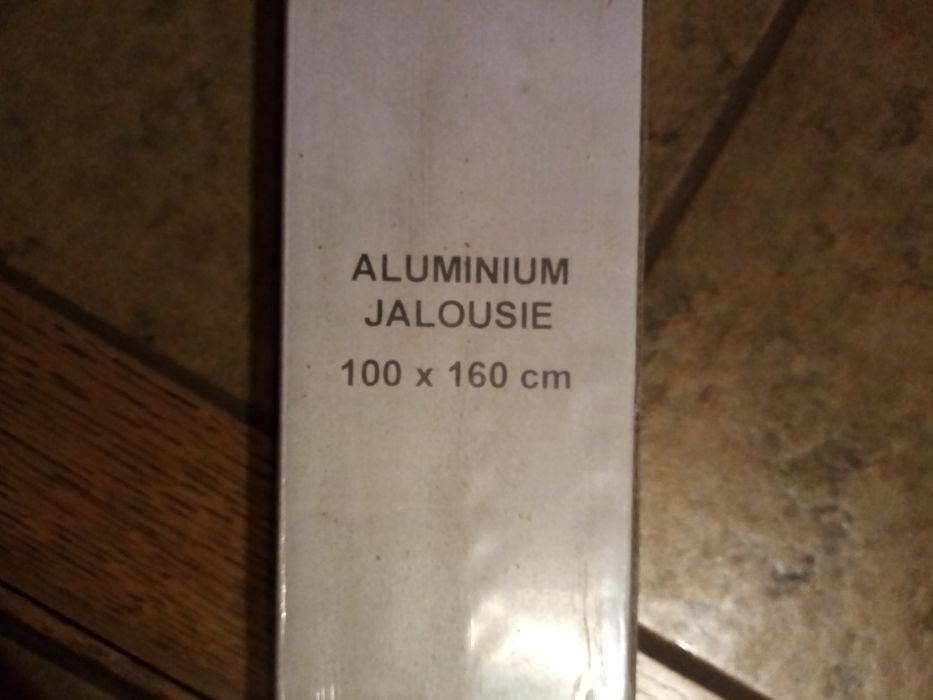 ALUMINIUM
JALOUSIE
100 x 160 cm